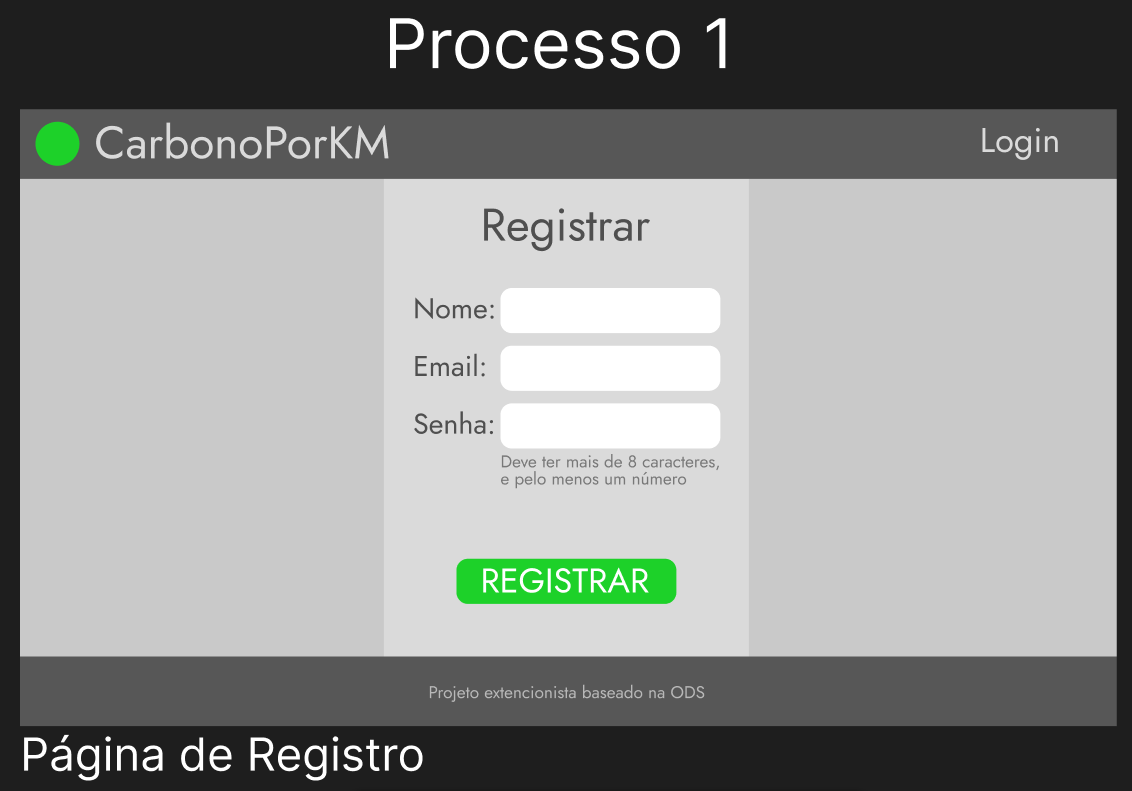 Processo 1
CarbonoPorKM
Login
Registrar
Nome:
Email:
Senha:
Deve ter mais de 8 caracteres,
e pelo menos um número
REGISTRAR
Projeto extencionista baseado na ODS
Página de Registro